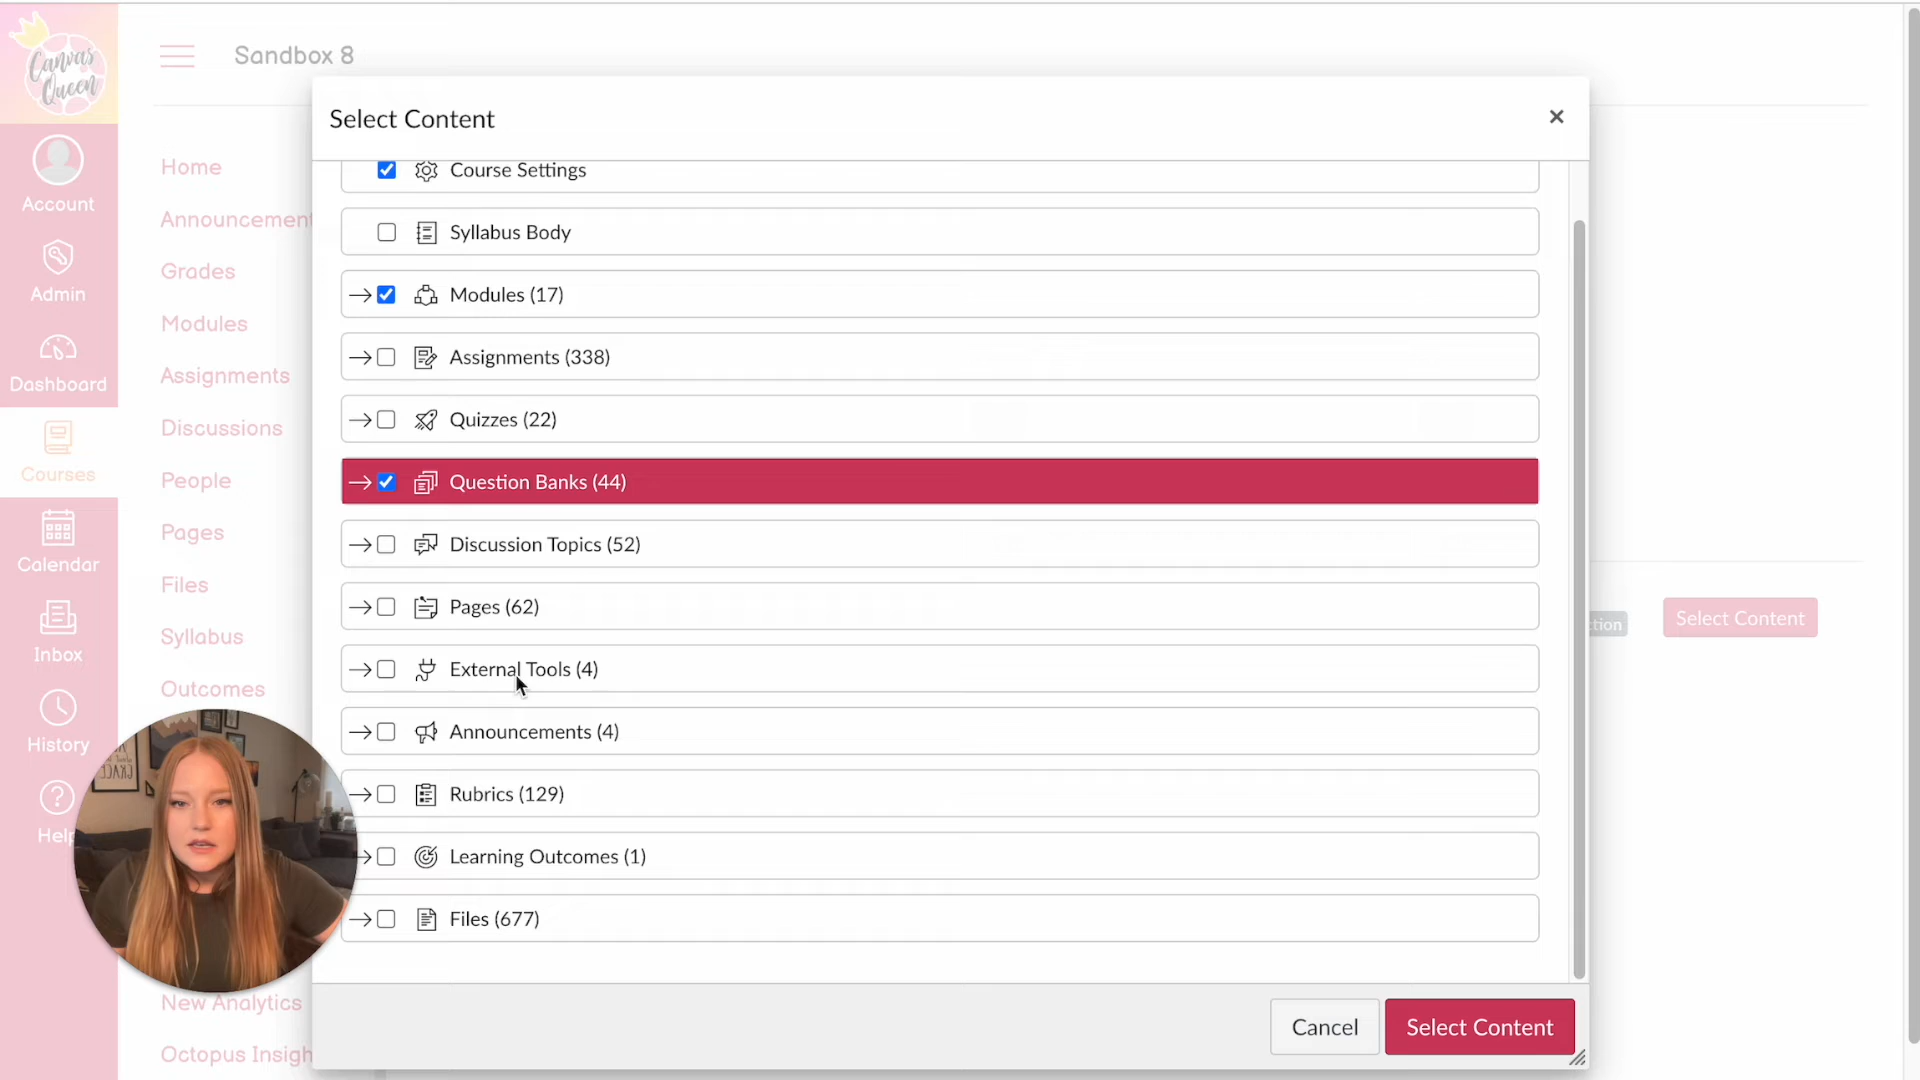 Canvas
Queen
Sandbox 8
Account
Admin
Dashboard
Courses
Calendar
Inbox
History
Help
Home
Announcement
Grades
Modules
Assignments
Discussions
People
Pages
Files
Syllabus
Outcomes
New Analytics
Octopus Insigh
Select Content
×
Course Settings
Syllabus Body
Modules (17)
Assignments (338)
Quizzes (22)
Question Banks (44)
Discussion Topics (52)
Pages (62)
External Tools (4)
Announcements (4)
Rubrics (129)
Learning Outcomes (1)
Files (677)
Cancel
Select Content
ction
Select Content